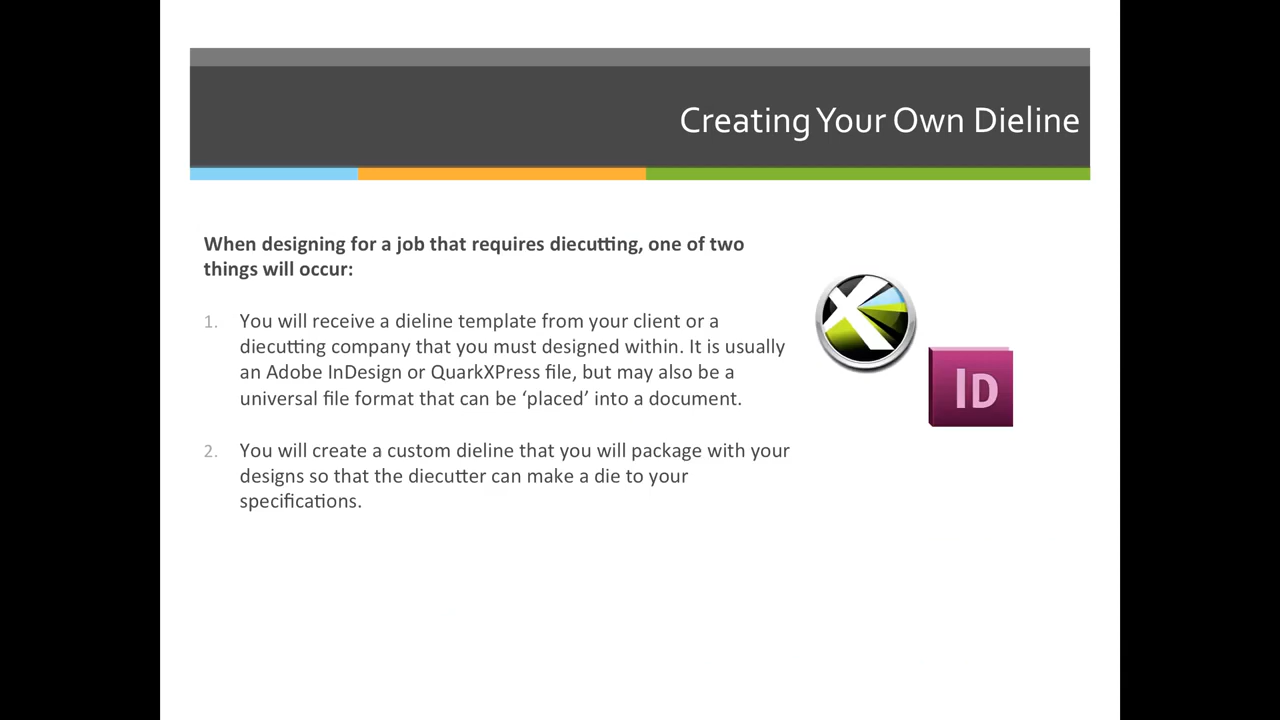 Creating Your Own Dieline
When designing for a job that requires diecutting, one of two
things will occur:
1. You will receive a dieline template from your client or a
diecutting company that you must designed within. It is usually
an Adobe InDesign or QuarkXPress file, but may also be a
universal file format that can be ‘placed’ into a document.
2. You will create a custom dieline that you will package with your
designs so that the diecutter can make a die to your
specifications.
ID